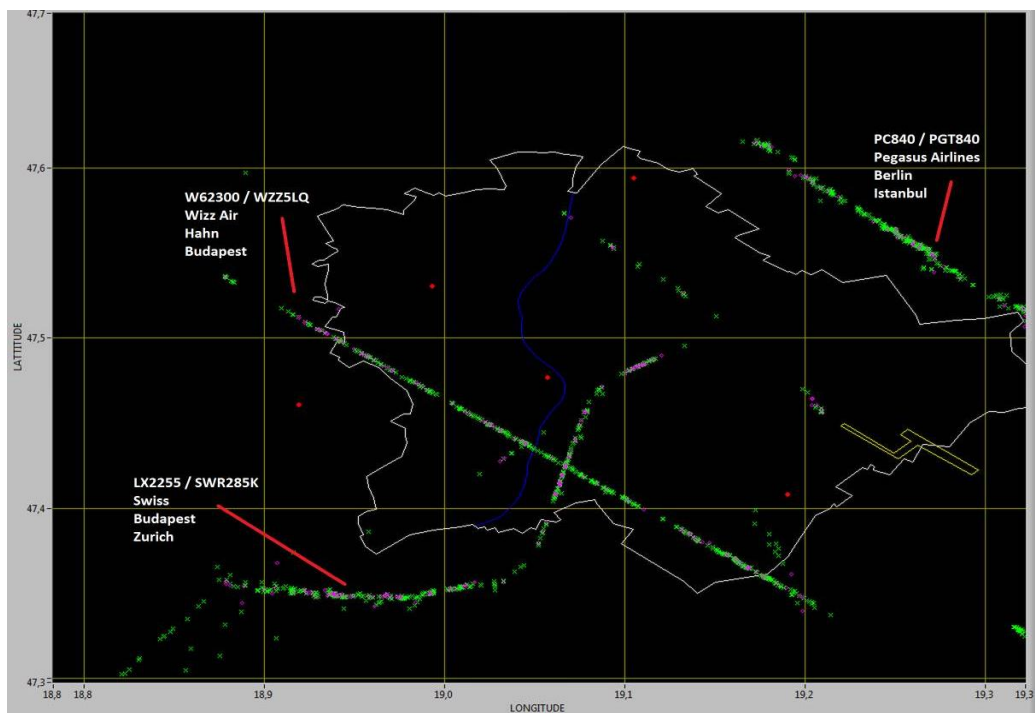 47,7
47,6
47,5
47,4
47,3
LATTITUDE
W62300 / WZZ5LQ
Wizz Air
Hahn
Budapest
PC840 / PGT840
Pegasus Airlines
Berlin
Istanbul
LX2255 / SWR285K
Swiss
Budapest
Zurich
18,8 18,8 18,9 19,0 19,1 19,2 19,3 19,3
LONGITUDE